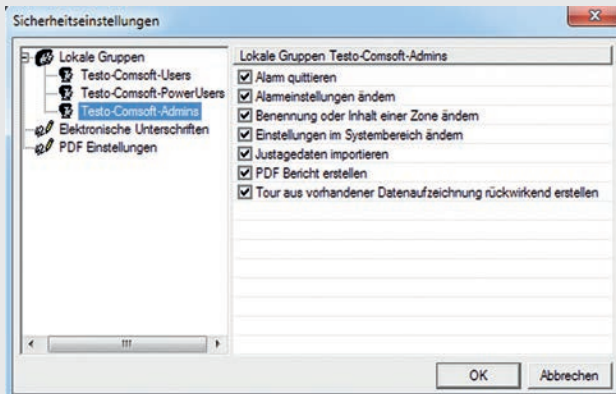 Sicherheitseinstellungen
Lokale Gruppen
Testo-Comsoft-Users
Testo-Comsoft-PowerUsers
Testo-Comsoft-Admins
Elektronische Unterschriften
PDF Einstellungen
Lokale Gruppen Testo-Comsoft-Admins
Alarm quittieren
Alarmeinstellungen ändern
Benennung oder Inhalt einer Zone ändern
Einstellungen im Systembereich ändern
Justagedaten importieren
PDF Bericht erstellen
Tour aus vorhandener Datenaufzeichnung rückwirkend erstellen
OK
Abbrechen